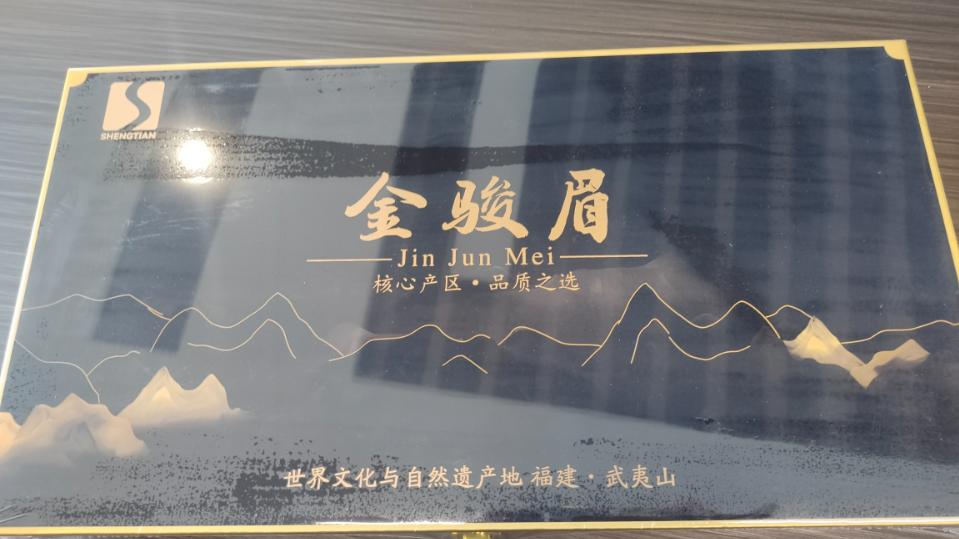 SHENGTIAN
金骏眉
Jin Jun Mei
核心产区·品质之选
世界文化与自然遗产地 福建·武夷山